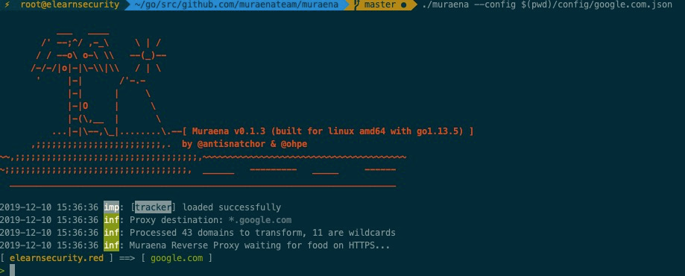 ⚡ root@elearnsecurity ~/go/src/github.com/muraenateam/muraena master ● ./muraena --config $(pwd)/config/google.com.json
[ Muraena v0.1.3 (built for linux amd64 with go1.13.5) ]
by @antisnatchor & @ohpe
2019-12-10 15:36:36 imp: [tracker] loaded successfully
2019-12-10 15:36:36 inf: Proxy destination: *.google.com
2019-12-10 15:36:36 inf: Processed 43 domains to transform, 11 are wildcards
2019-12-10 15:36:36 inf: Muraena Reverse Proxy waiting for food on HTTPS...
[ elearnsecurity.red ] ==> [ google.com ]
>